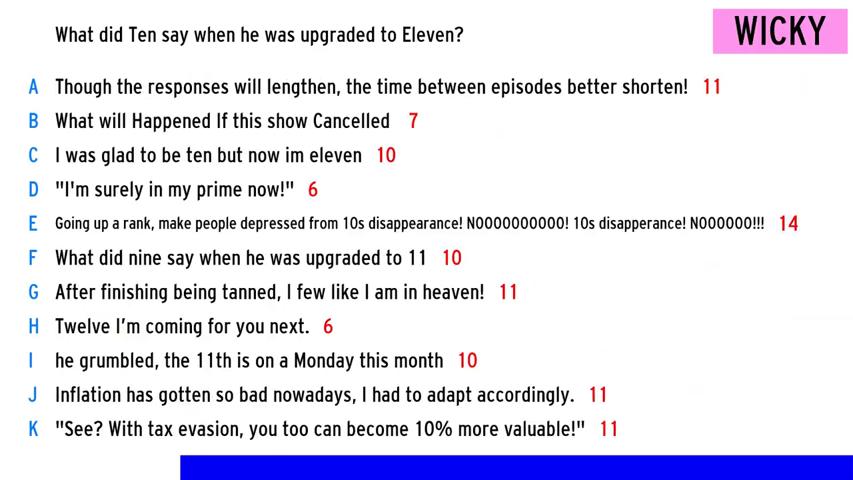 What did Ten say when he was upgraded to Eleven?
WICKY
A Though the responses will lengthen, the time between episodes better shorten! 11
B What will Happened If this show Cancelled 7
C I was glad to be ten but now im eleven 10
D "I'm surely in my prime now!" 6
E Going up a rank, make people depressed from 10s disappearance! NOOOOOOOOOO! 10s disapperance! NOOOOOO!!! 14
F What did nine say when he was upgraded to 11 10
G After finishing being tanned, I few like I am in heaven! 11
H Twelve I'm coming for you next. 6
I he grumbled, the 11th is on a Monday this month 10
J Inflation has gotten so bad nowadays, I had to adapt accordingly. 11
K "See? With tax evasion, you too can become 10% more valuable!" 11